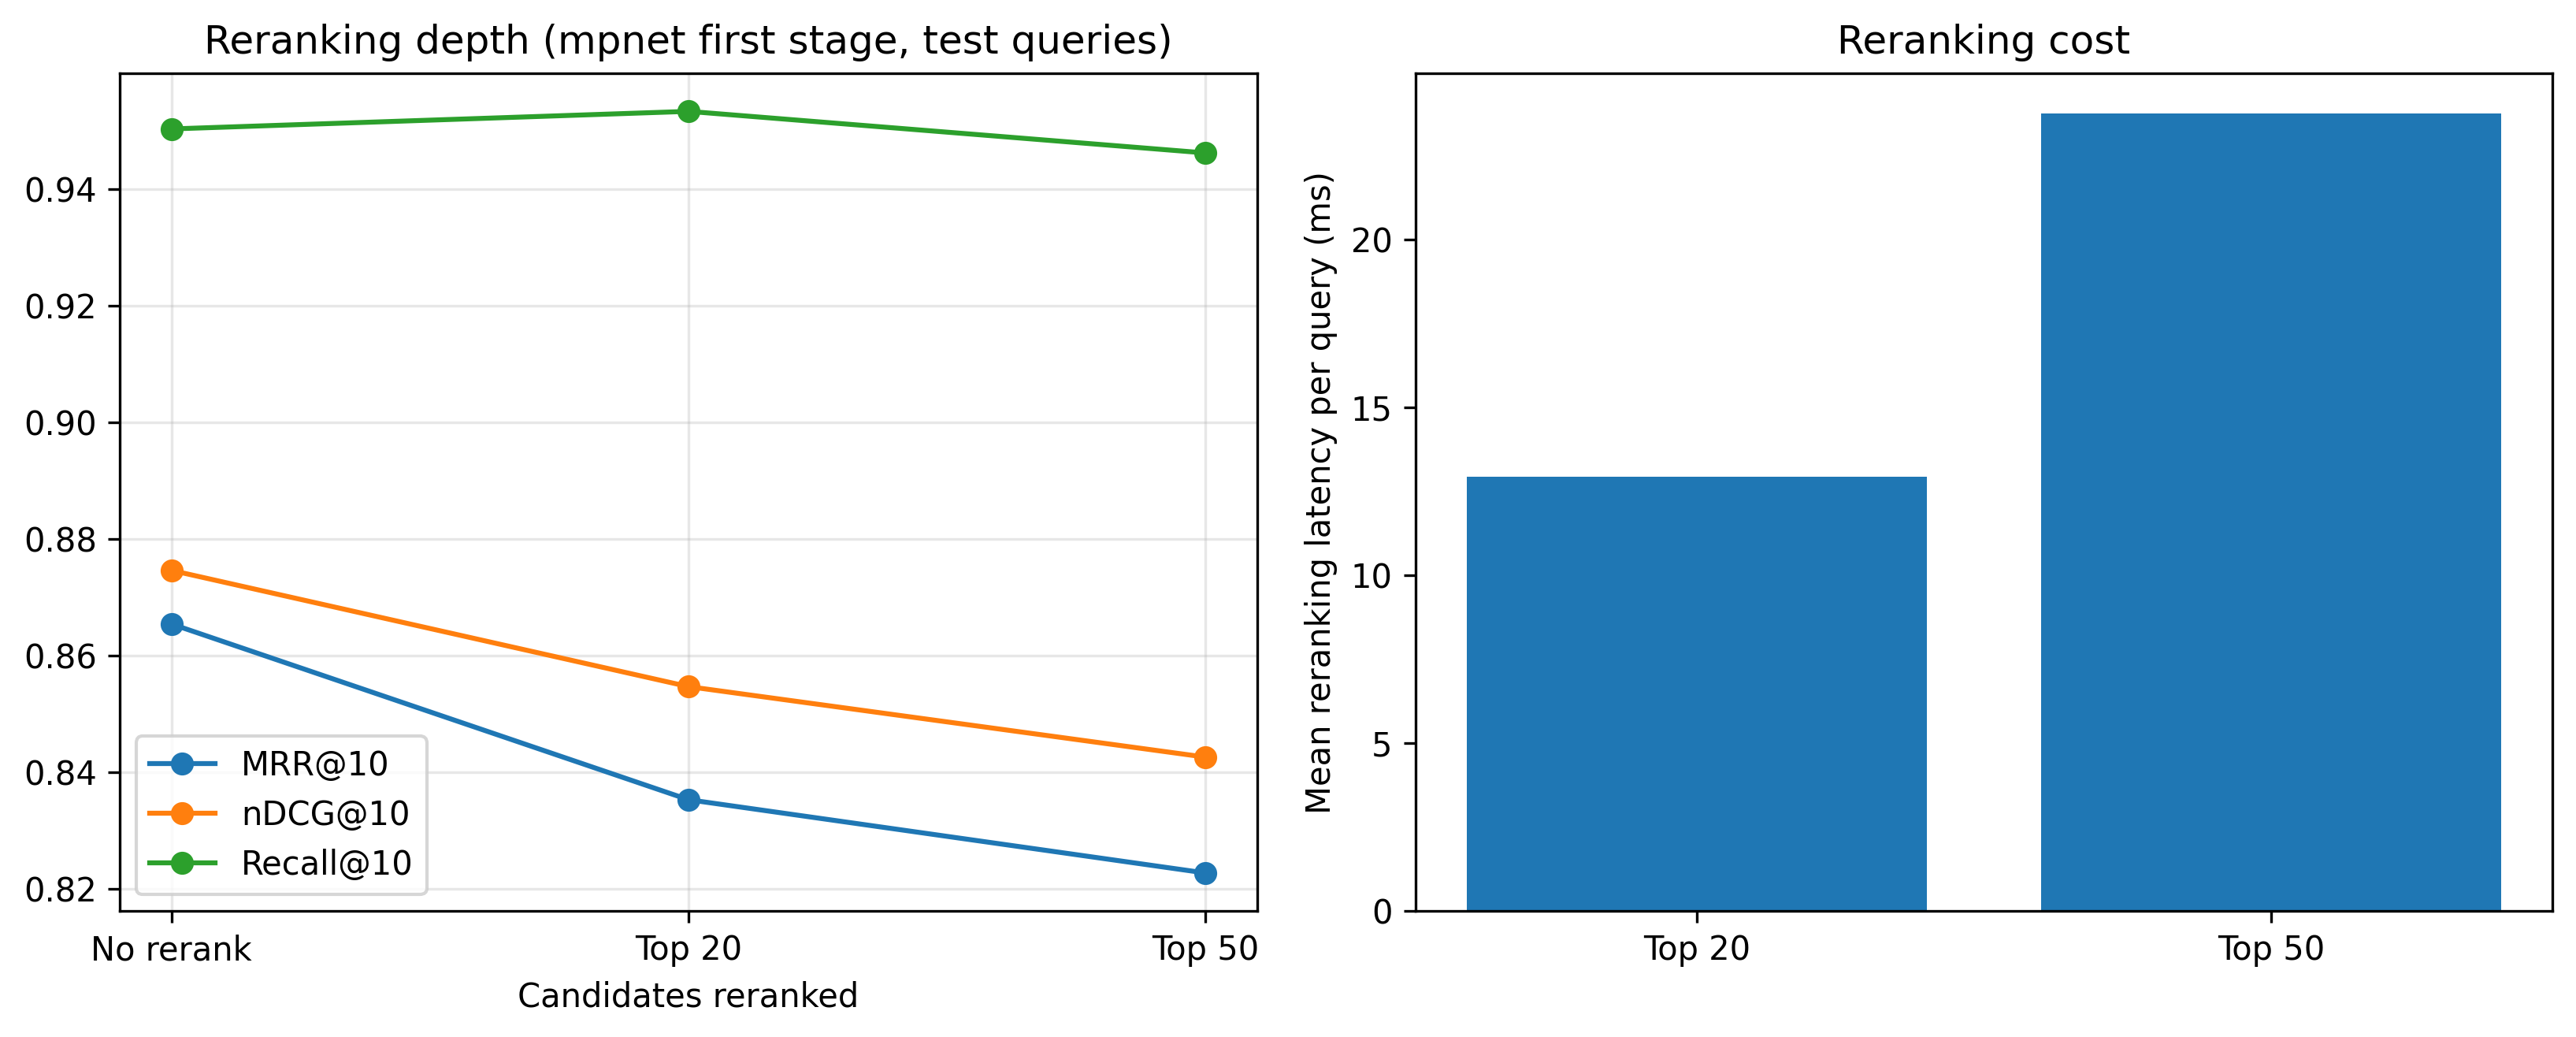 Reranking depth (mpnet first stage, test queries)
0.94
0.92
0.90
0.88
0.86
0.84
0.82
MRR@10
nDCG@10
Recall@10
No rerank
Top 20
Top 50
Candidates reranked
Reranking cost
Mean reranking latency per query (ms)
20
15
10
5
0
Top 20
Top 50